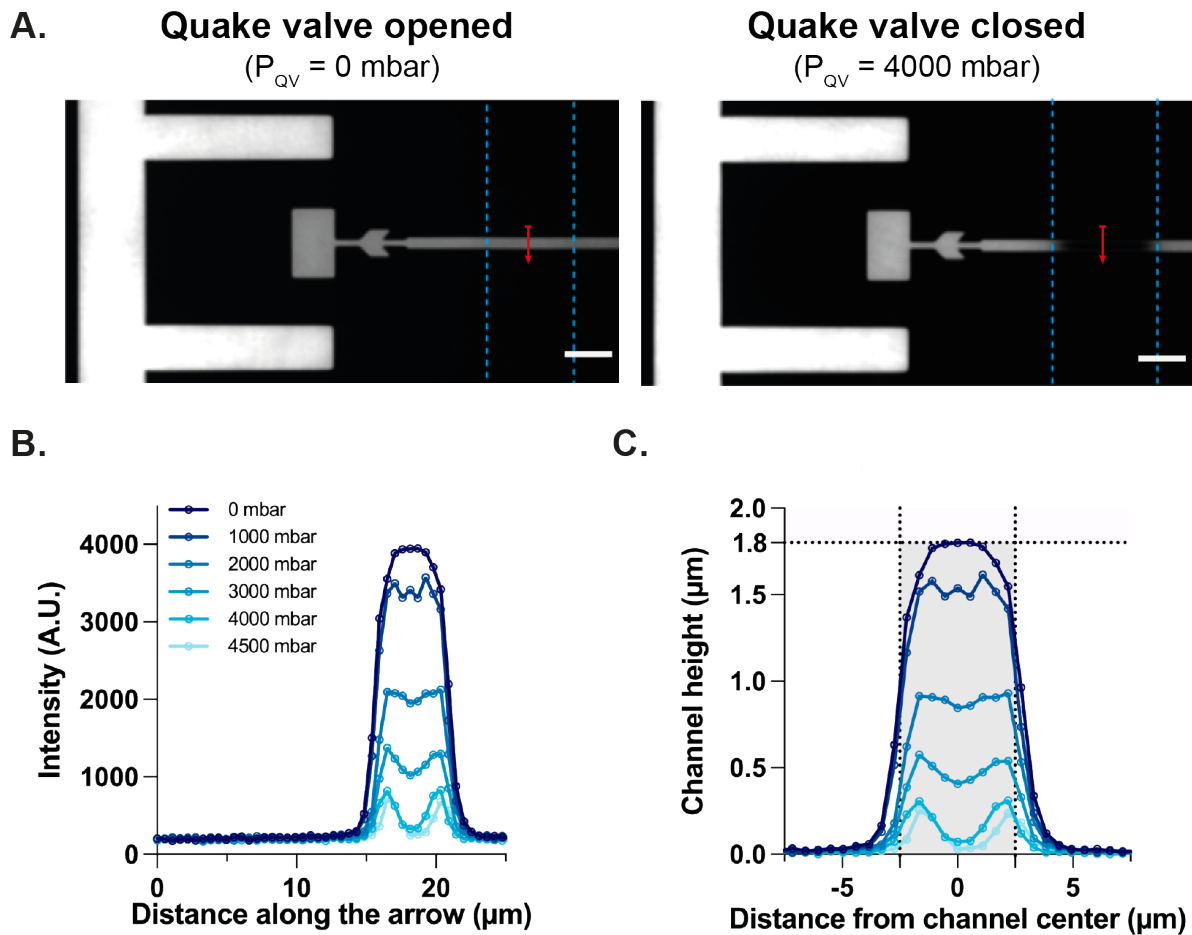 A.
Quake valve opened
(P_QV = 0 mbar)
Quake valve closed
(P_QV = 4000 mbar)
B.
Intensity (A.U.)
4000
3000
2000
1000
0
0 mbar
1000 mbar
2000 mbar
3000 mbar
4000 mbar
4500 mbar
0 10 20
Distance along the arrow (µm)
C.
Channel height (µm)
2.0
1.8
1.5
1.0
0.5
0.0
-5 0 5
Distance from channel center (µm)